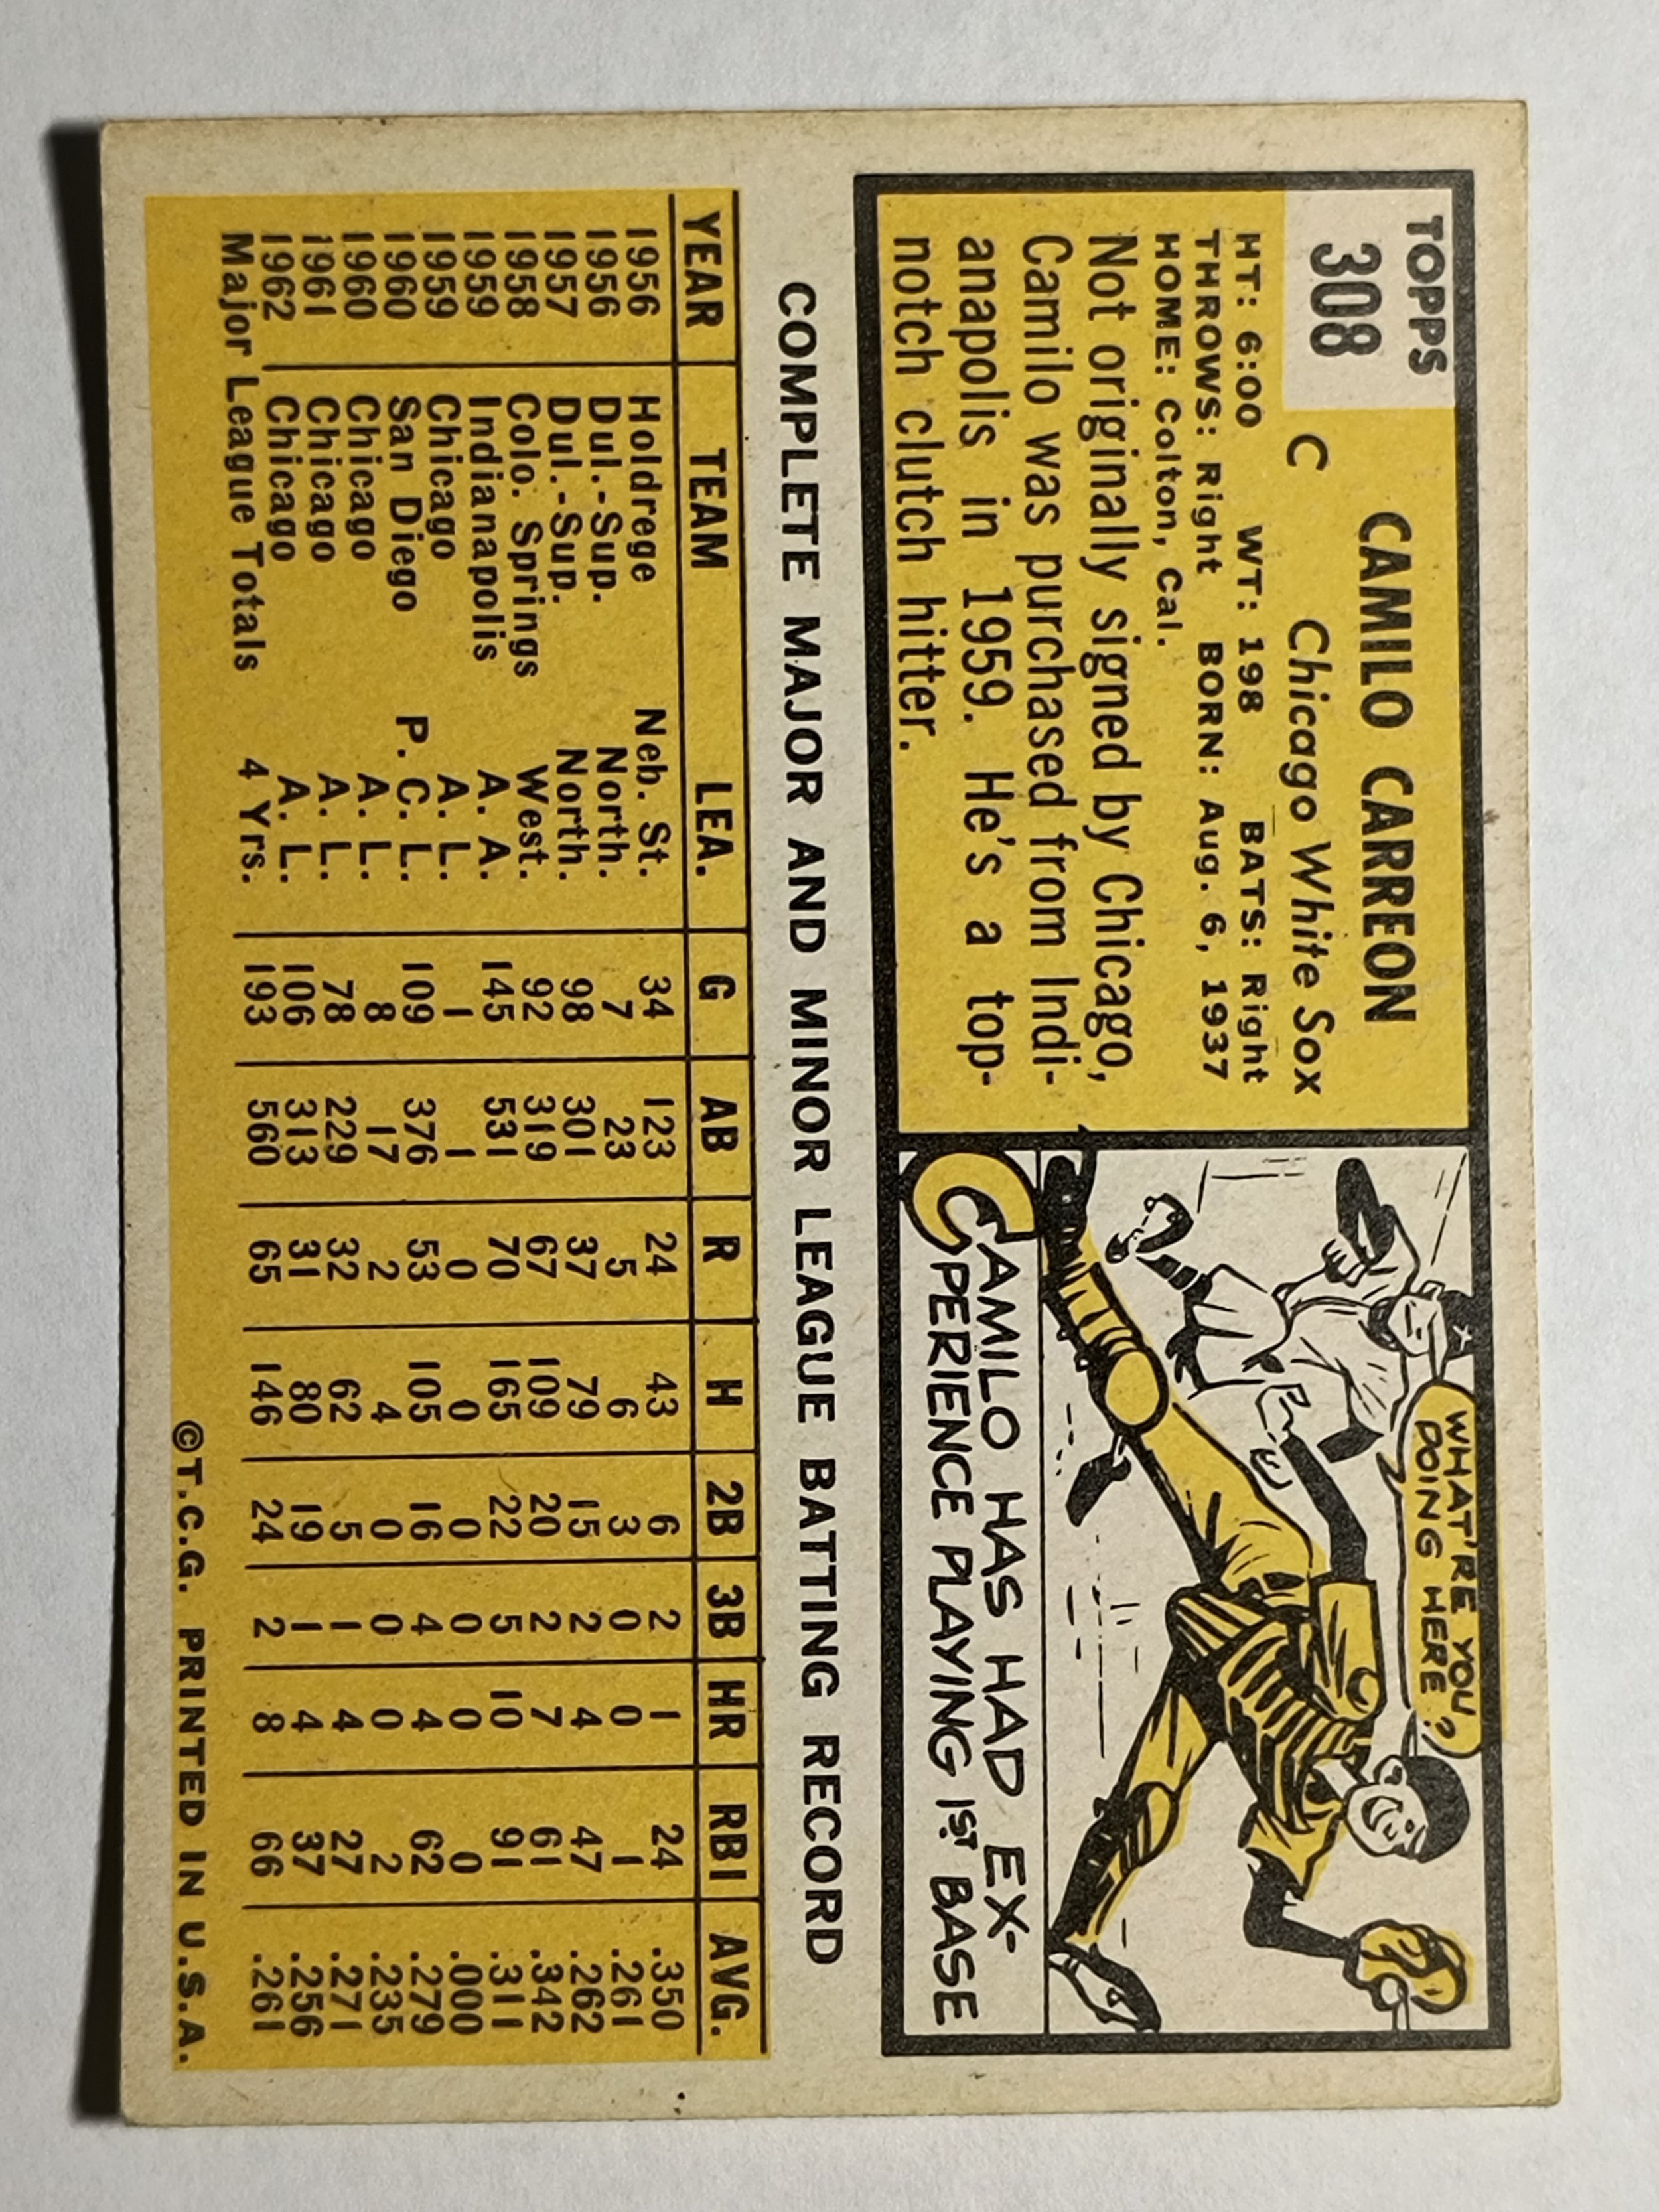 TOPPS
308
CAMILO CARREON
C Chicago White Sox
HT: 6:00 WT: 198 BATS: Right
THROWS: Right BORN: Aug. 6, 1937
HOME: Colton, Cal.
Not originally signed by Chicago,
Camilo was purchased from Indi-
anapolis in 1959. He's a top-
notch clutch hitter.
WHAT'RE YOU
DOING HERE?
CAMILO HAS HAD EX-
PERIENCE PLAYING 1ST BASE
COMPLETE MAJOR AND MINOR LEAGUE BATTING RECORD
YEAR TEAM LEA. G AB R H 2B 3B HR RBI AVG.
1956 Holdrege Neb. St. 34 123 24 43 6 2 1 24 .350
1956 Dul.-Sup. North. 7 23 5 6 3 0 0 1 .261
1957 Dul.-Sup. North. 98 301 37 79 15 2 4 47 .262
1958 Colo. Springs West. 92 319 67 109 20 2 7 61 .342
1959 Indianapolis A. A. 145 531 70 165 22 5 10 91 .311
1959 Chicago A. L. 1 1 0 0 0 0 0 0 .000
1960 San Diego P. C. L. 109 376 53 105 16 4 4 62 .279
1960 Chicago A. L. 8 17 2 4 0 0 0 2 .235
1961 Chicago A. L. 78 229 32 62 5 1 4 27 .271
1962 Chicago A. L. 106 313 31 80 19 1 4 37 .256
Major League Totals 4 Yrs. 193 560 65 146 24 2 8 66 .261
©T.C.G. PRINTED IN U.S.A.